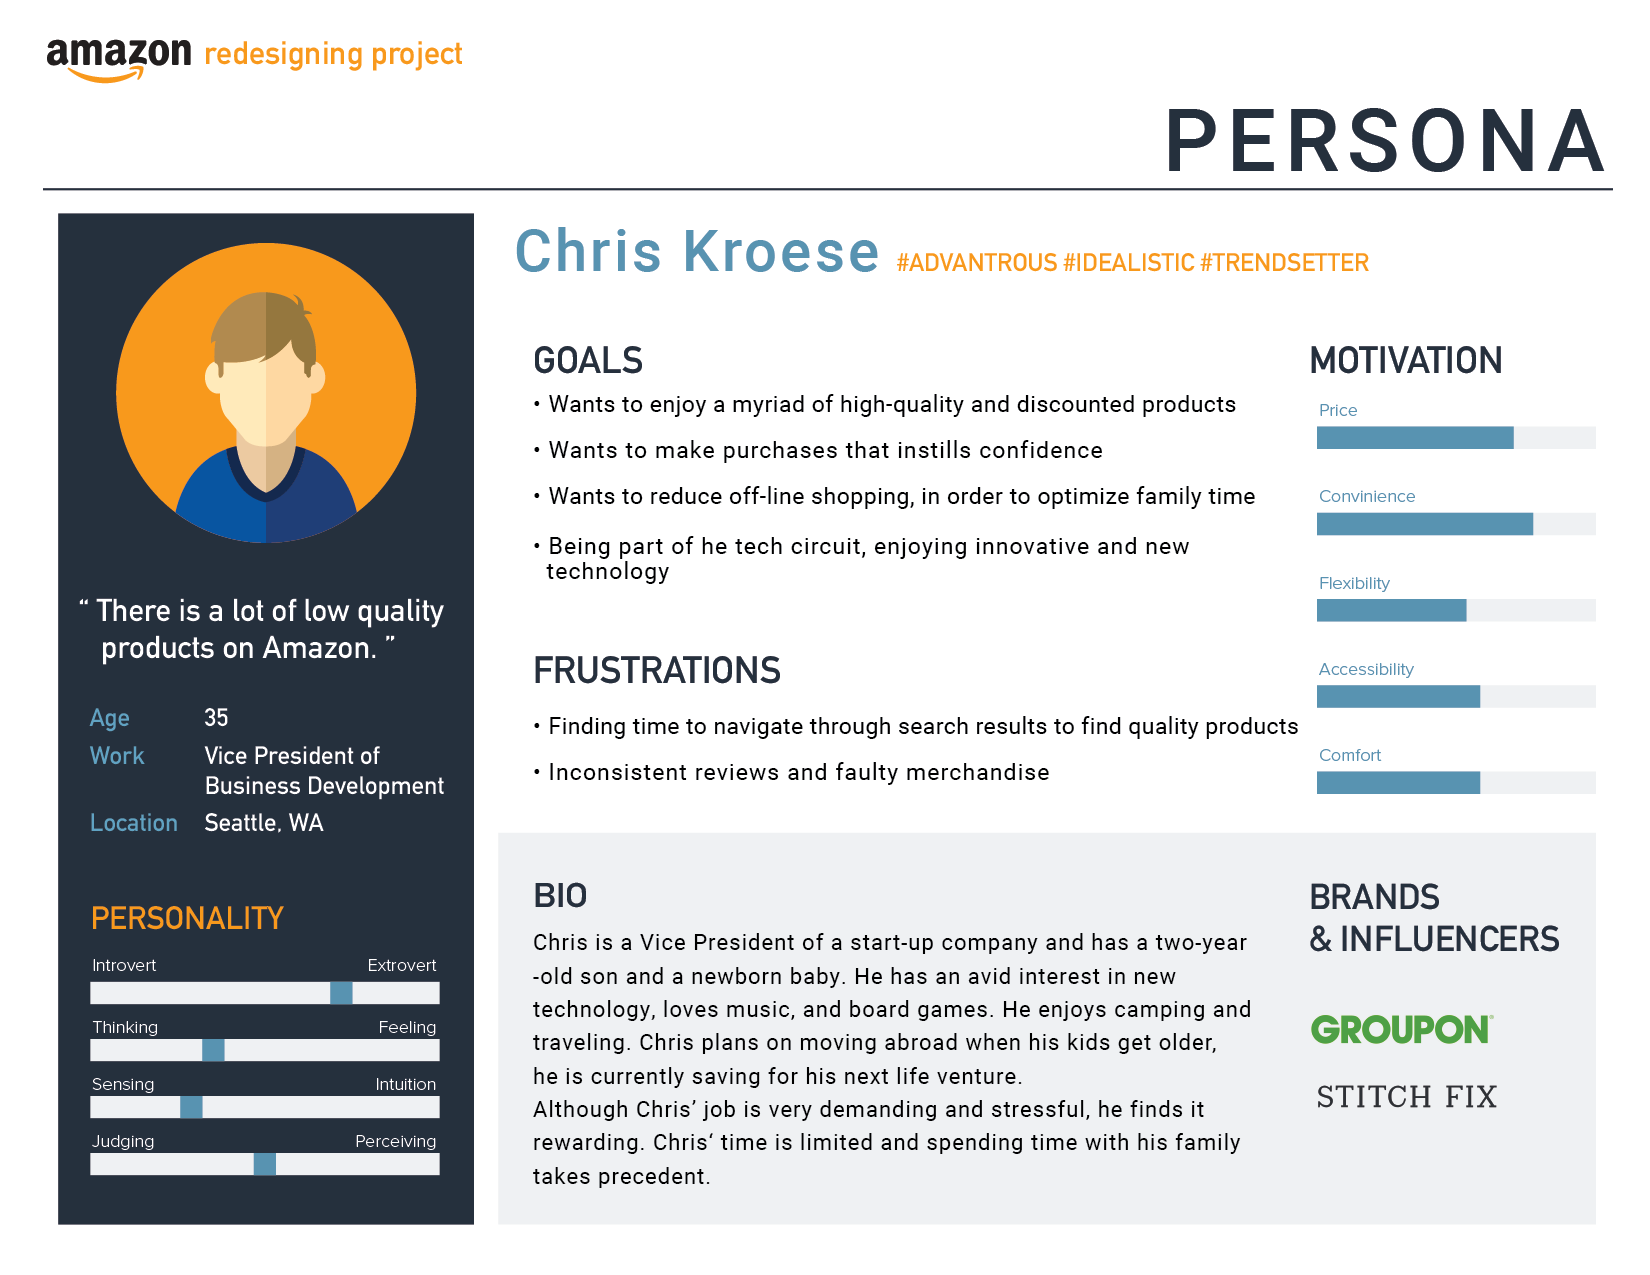 amazon redesigning project
PERSONA
“ There is a lot of low quality
products on Amazon. ”
Age 35
Work Vice President of
Business Development
Location Seattle, WA
PERSONALITY
Introvert Extrovert
Thinking Feeling
Sensing Intuition
Judging Perceiving
Chris Kroese #ADVANTROUS #IDEALISTIC #TRENDSETTER
GOALS
• Wants to enjoy a myriad of high-quality and discounted products
• Wants to make purchases that instills confidence
• Wants to reduce off-line shopping, in order to optimize family time
• Being part of he tech circuit, enjoying innovative and new
technology
FRUSTRATIONS
• Finding time to navigate through search results to find quality products
• Inconsistent reviews and faulty merchandise
MOTIVATION
Price
Convinience
Flexibility
Accessibility
Comfort
BIO
Chris is a Vice President of a start-up company and has a two-year
-old son and a newborn baby. He has an avid interest in new
technology, loves music, and board games. He enjoys camping and
traveling. Chris plans on moving abroad when his kids get older,
he is currently saving for his next life venture.
Although Chris’ job is very demanding and stressful, he finds it
rewarding. Chris‘ time is limited and spending time with his family
takes precedent.
BRANDS
& INFLUENCERS
GROUPON
STITCH FIX